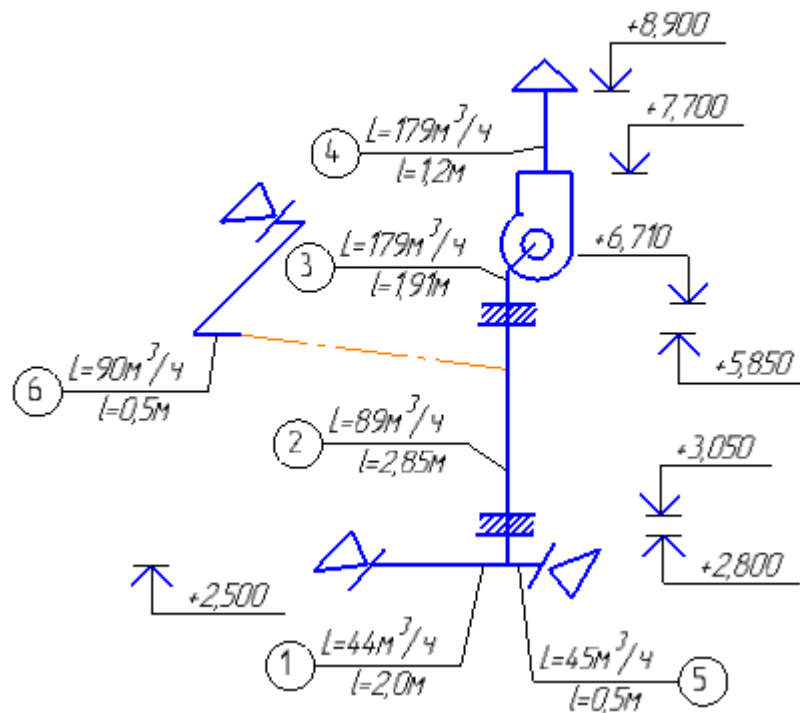 +8,900
+7,700
4
L=179м³/ч
l=1,2м
3
L=179м³/ч
l=1,91м
+6,710
6
L=90м³/ч
l=0,5м
+5,850
2
L=89м³/ч
l=2,85м
+3,050
+2,800
+2,500
1
L=44м³/ч
l=2,0м
L=45м³/ч
l=0,5м
5